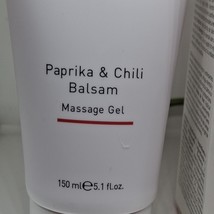 Paprika & Chili
Balsam
Massage Gel
150 ml℮5.1 fl.oz.